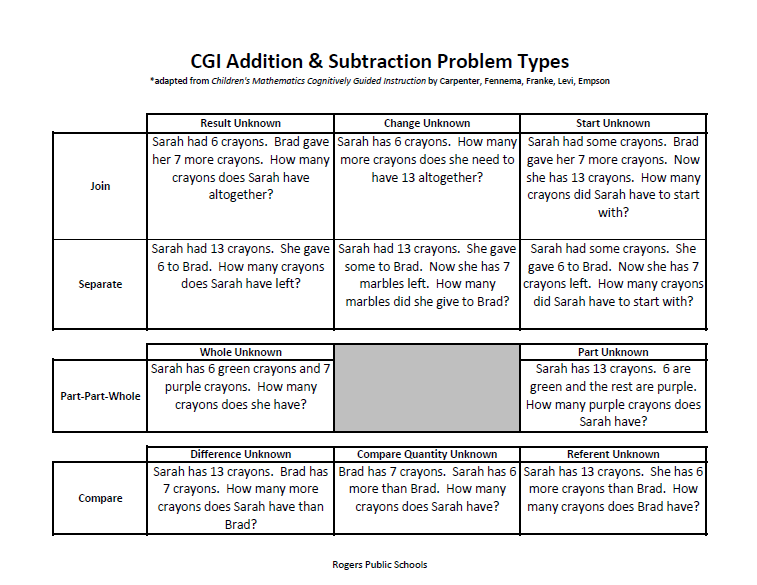 CGI Addition & Subtraction Problem Types
*adapted from Children's Mathematics Cognitively Guided Instruction by Carpenter, Fennema, Franke, Levi, Empson
Result Unknown
Change Unknown
Start Unknown
Join
Sarah had 6 crayons. Brad gave
her 7 more crayons. How many
crayons does Sarah have
altogether?
Sarah has 6 crayons. How many
more crayons does she need to
have 13 altogether?
Sarah had some crayons. Brad
gave her 7 more crayons. Now
she has 13 crayons. How many
crayons did Sarah have to start
with?
Separate
Sarah had 13 crayons. She gave
6 to Brad. How many crayons
does Sarah have left?
Sarah had 13 crayons. She gave
some to Brad. Now she has 7
marbles left. How many
marbles did she give to Brad?
Sarah had some crayons. She
gave 6 to Brad. Now she has 7
crayons left. How many crayons
did Sarah have to start with?
Whole Unknown
Part Unknown
Part-Part-Whole
Sarah has 6 green crayons and 7
purple crayons. How many
crayons does she have?
Sarah has 13 crayons. 6 are
green and the rest are purple.
How many purple crayons does
Sarah have?
Difference Unknown
Compare Quantity Unknown
Referent Unknown
Compare
Sarah has 13 crayons. Brad has
7 crayons. How many more
crayons does Sarah have than
Brad?
Brad has 7 crayons. Sarah has 6
more than Brad. How many
crayons does Sarah have?
Sarah has 13 crayons. She has 6
more crayons than Brad. How
many crayons does Brad have?
Rogers Public Schools